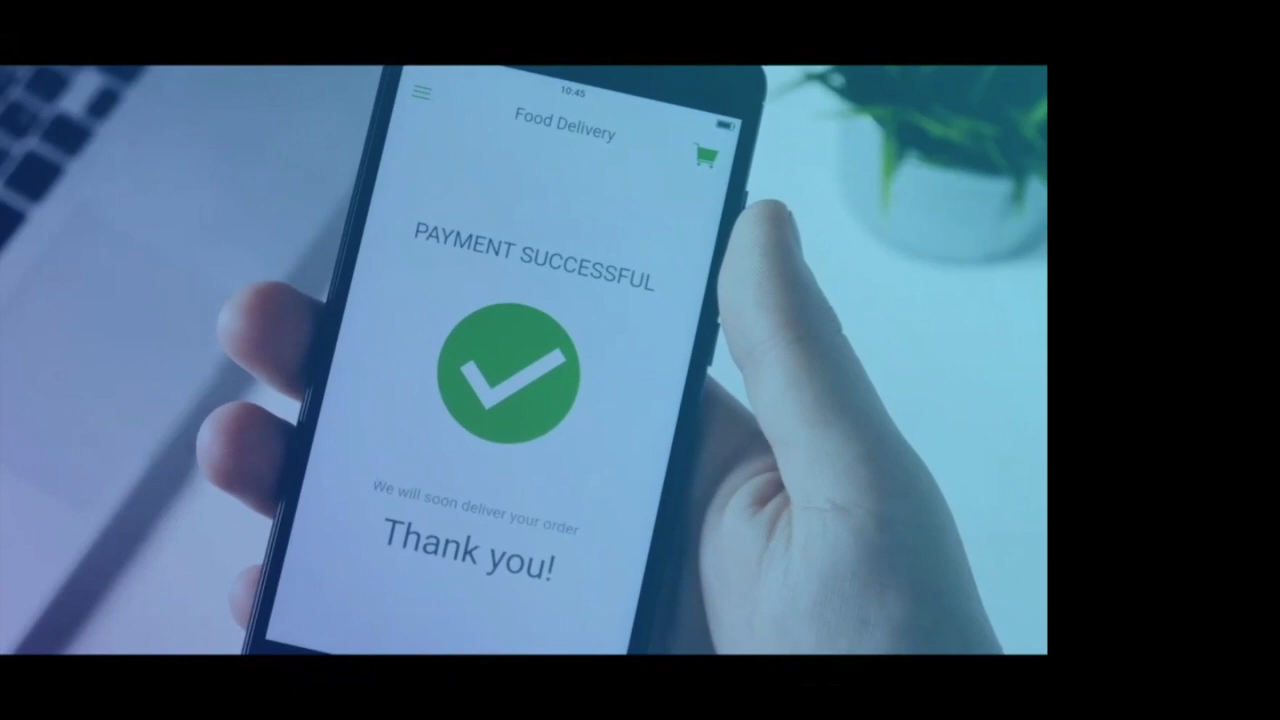 10:45
Food Delivery
PAYMENT SUCCESSFUL
We will soon deliver your order
Thank you!